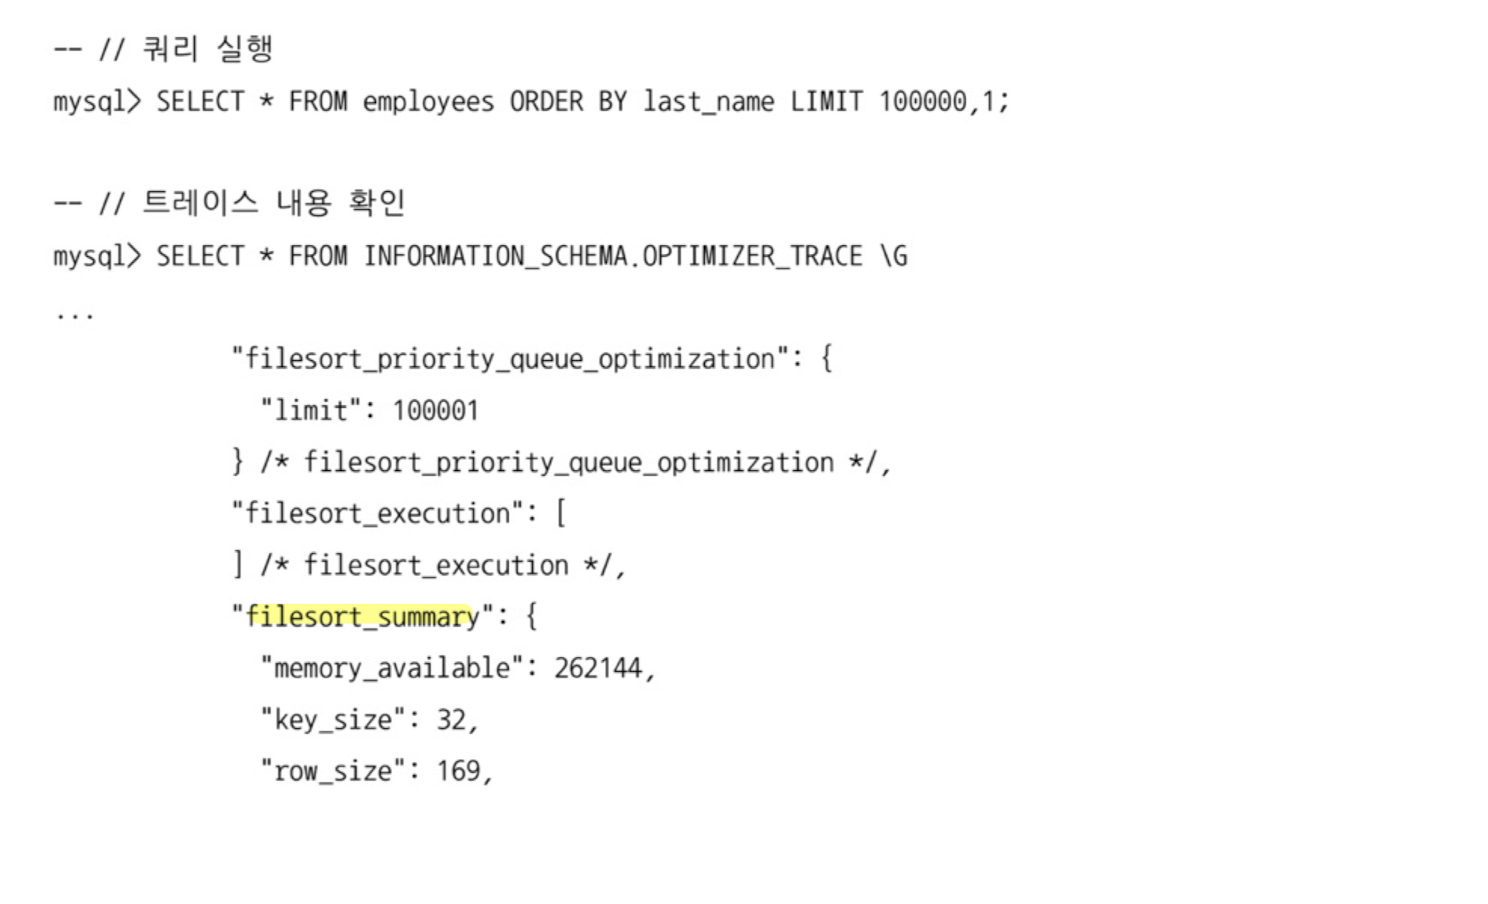 -- // 쿼리 실행
mysql> SELECT * FROM employees ORDER BY last_name LIMIT 100000,1;
-- // 트레이스 내용 확인
mysql> SELECT * FROM INFORMATION_SCHEMA.OPTIMIZER_TRACE \G
...
"filesort_priority_queue_optimization": {
"limit": 100001
} /* filesort_priority_queue_optimization */,
"filesort_execution": [
] /* filesort_execution */,
"filesort_summary": {
"memory_available": 262144,
"key_size": 32,
"row_size": 169,